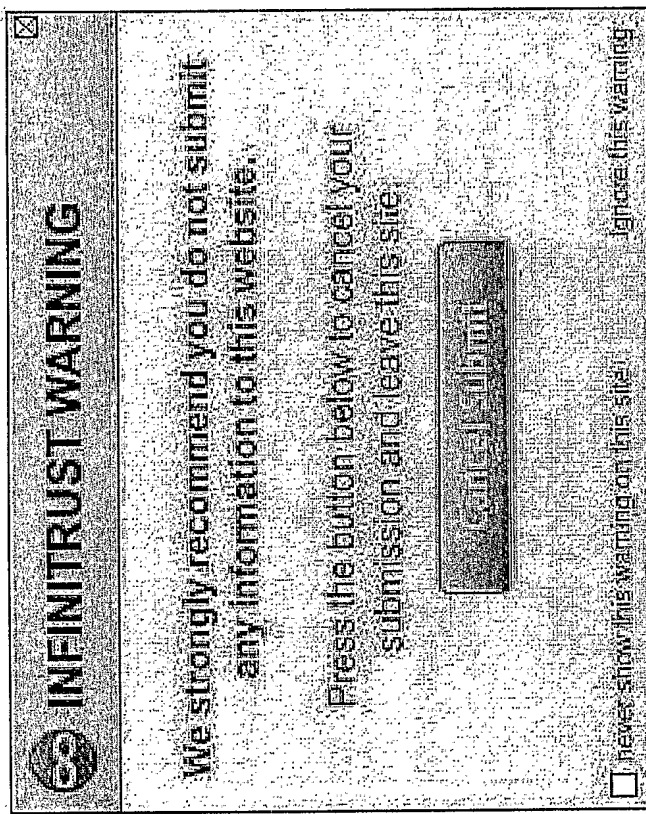 INFINITRUST WARNING
We strongly recommend you do not submit
any information to this website.
Press the button below to cancel your
submission and leave this site
Cancel submit
never show this warning on this site
Ignore this warning